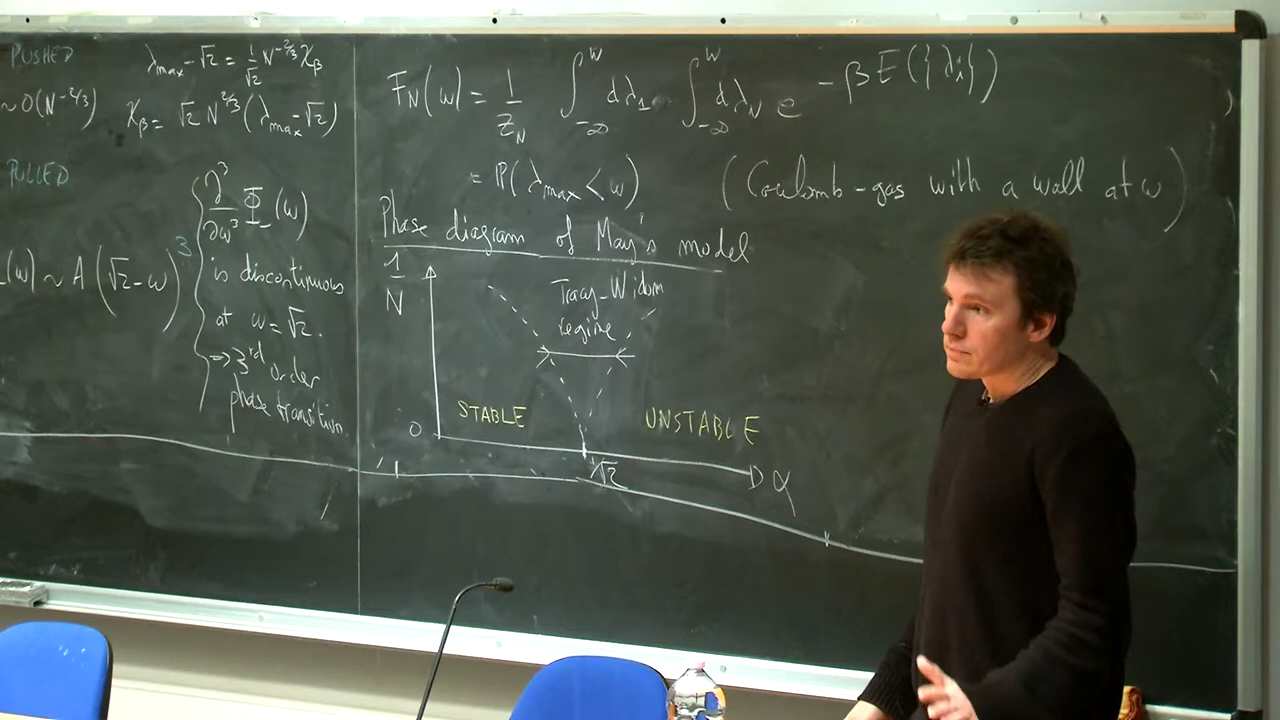 PUSHED
λmax - √2 = 1/√2 N^-2/3 χβ
~O(N^-2/3)
χβ = √2 N^2/3 (λmax - √2)
PULLED
∂³/∂w³ Φ_(w)
_(w) ~ A(√2-w)³
is discontinuous
at w = √2.
⇒ 3rd order
phase transition
F_N(w) = 1/Z_N ∫_-∞^w dλ1 .. ∫_-∞^w dλN e^-βE({λi})
= P(λmax < w)
(Coulomb-gas with a wall at w)
Phase diagram of May's model
1/N
Tracy-Widom
regime
STABLE
UNSTABLE
0
√2
α